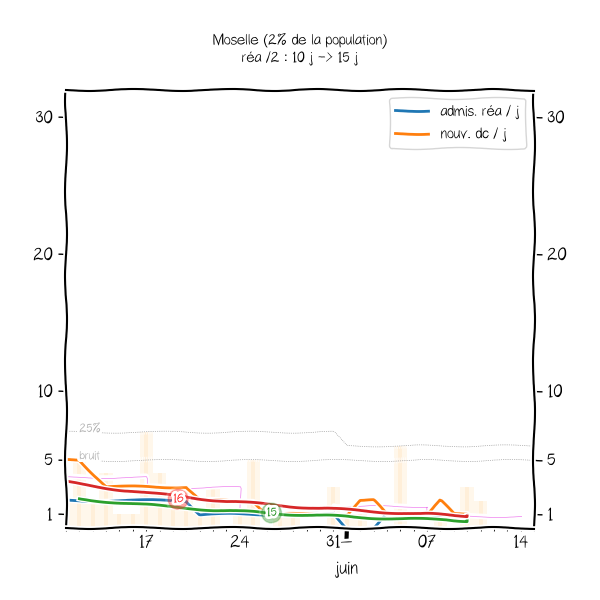 Moselle (2% de la population)
réa /2 : 10 j -> 15 j
admis. réa / j
nouv. dc / j
30 30
20 20
10 10
25%
bruit
5 5
16
15
1 1
17 24 31 07 14
juin